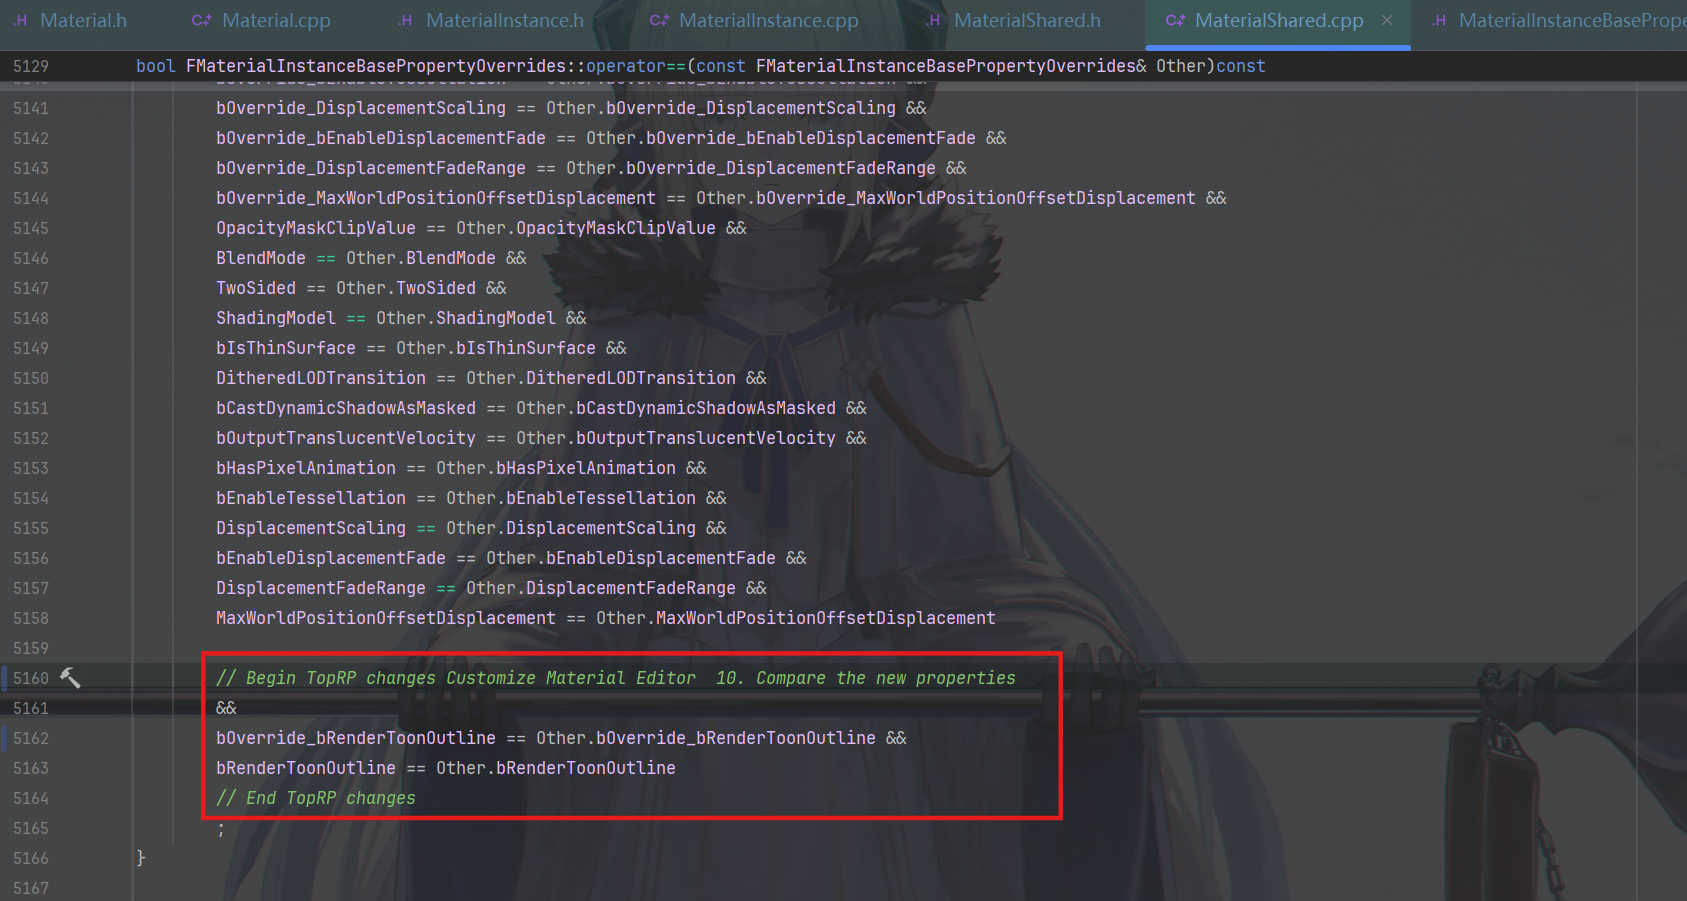 .H Material.h C++ Material.cpp .H MaterialInstance.h C++ MaterialInstance.cpp .H MaterialShared.h C++ MaterialShared.cpp × .H MaterialInstanceBasePrope
5129 bool FMaterialInstanceBasePropertyOverrides::operator==(const FMaterialInstanceBasePropertyOverrides& Other)const
5141 bOverride_DisplacementScaling == Other.bOverride_DisplacementScaling &&
5142 bOverride_bEnableDisplacementFade == Other.bOverride_bEnableDisplacementFade &&
5143 bOverride_DisplacementFadeRange == Other.bOverride_DisplacementFadeRange &&
5144 bOverride_MaxWorldPositionOffsetDisplacement == Other.bOverride_MaxWorldPositionOffsetDisplacement &&
5145 OpacityMaskClipValue == Other.OpacityMaskClipValue &&
5146 BlendMode == Other.BlendMode &&
5147 TwoSided == Other.TwoSided &&
5148 ShadingModel == Other.ShadingModel &&
5149 bIsThinSurface == Other.bIsThinSurface &&
5150 DitheredLODTransition == Other.DitheredLODTransition &&
5151 bCastDynamicShadowAsMasked == Other.bCastDynamicShadowAsMasked &&
5152 bOutputTranslucentVelocity == Other.bOutputTranslucentVelocity &&
5153 bHasPixelAnimation == Other.bHasPixelAnimation &&
5154 bEnableTessellation == Other.bEnableTessellation &&
5155 DisplacementScaling == Other.DisplacementScaling &&
5156 bEnableDisplacementFade == Other.bEnableDisplacementFade &&
5157 DisplacementFadeRange == Other.DisplacementFadeRange &&
5158 MaxWorldPositionOffsetDisplacement == Other.MaxWorldPositionOffsetDisplacement
5159
5160 // Begin TopRP changes Customize Material Editor  10. Compare the new properties
5161 &&
5162 bOverride_bRenderToonOutline == Other.bOverride_bRenderToonOutline &&
5163 bRenderToonOutline == Other.bRenderToonOutline
5164 // End TopRP changes
5165 ;
5166 }
5167